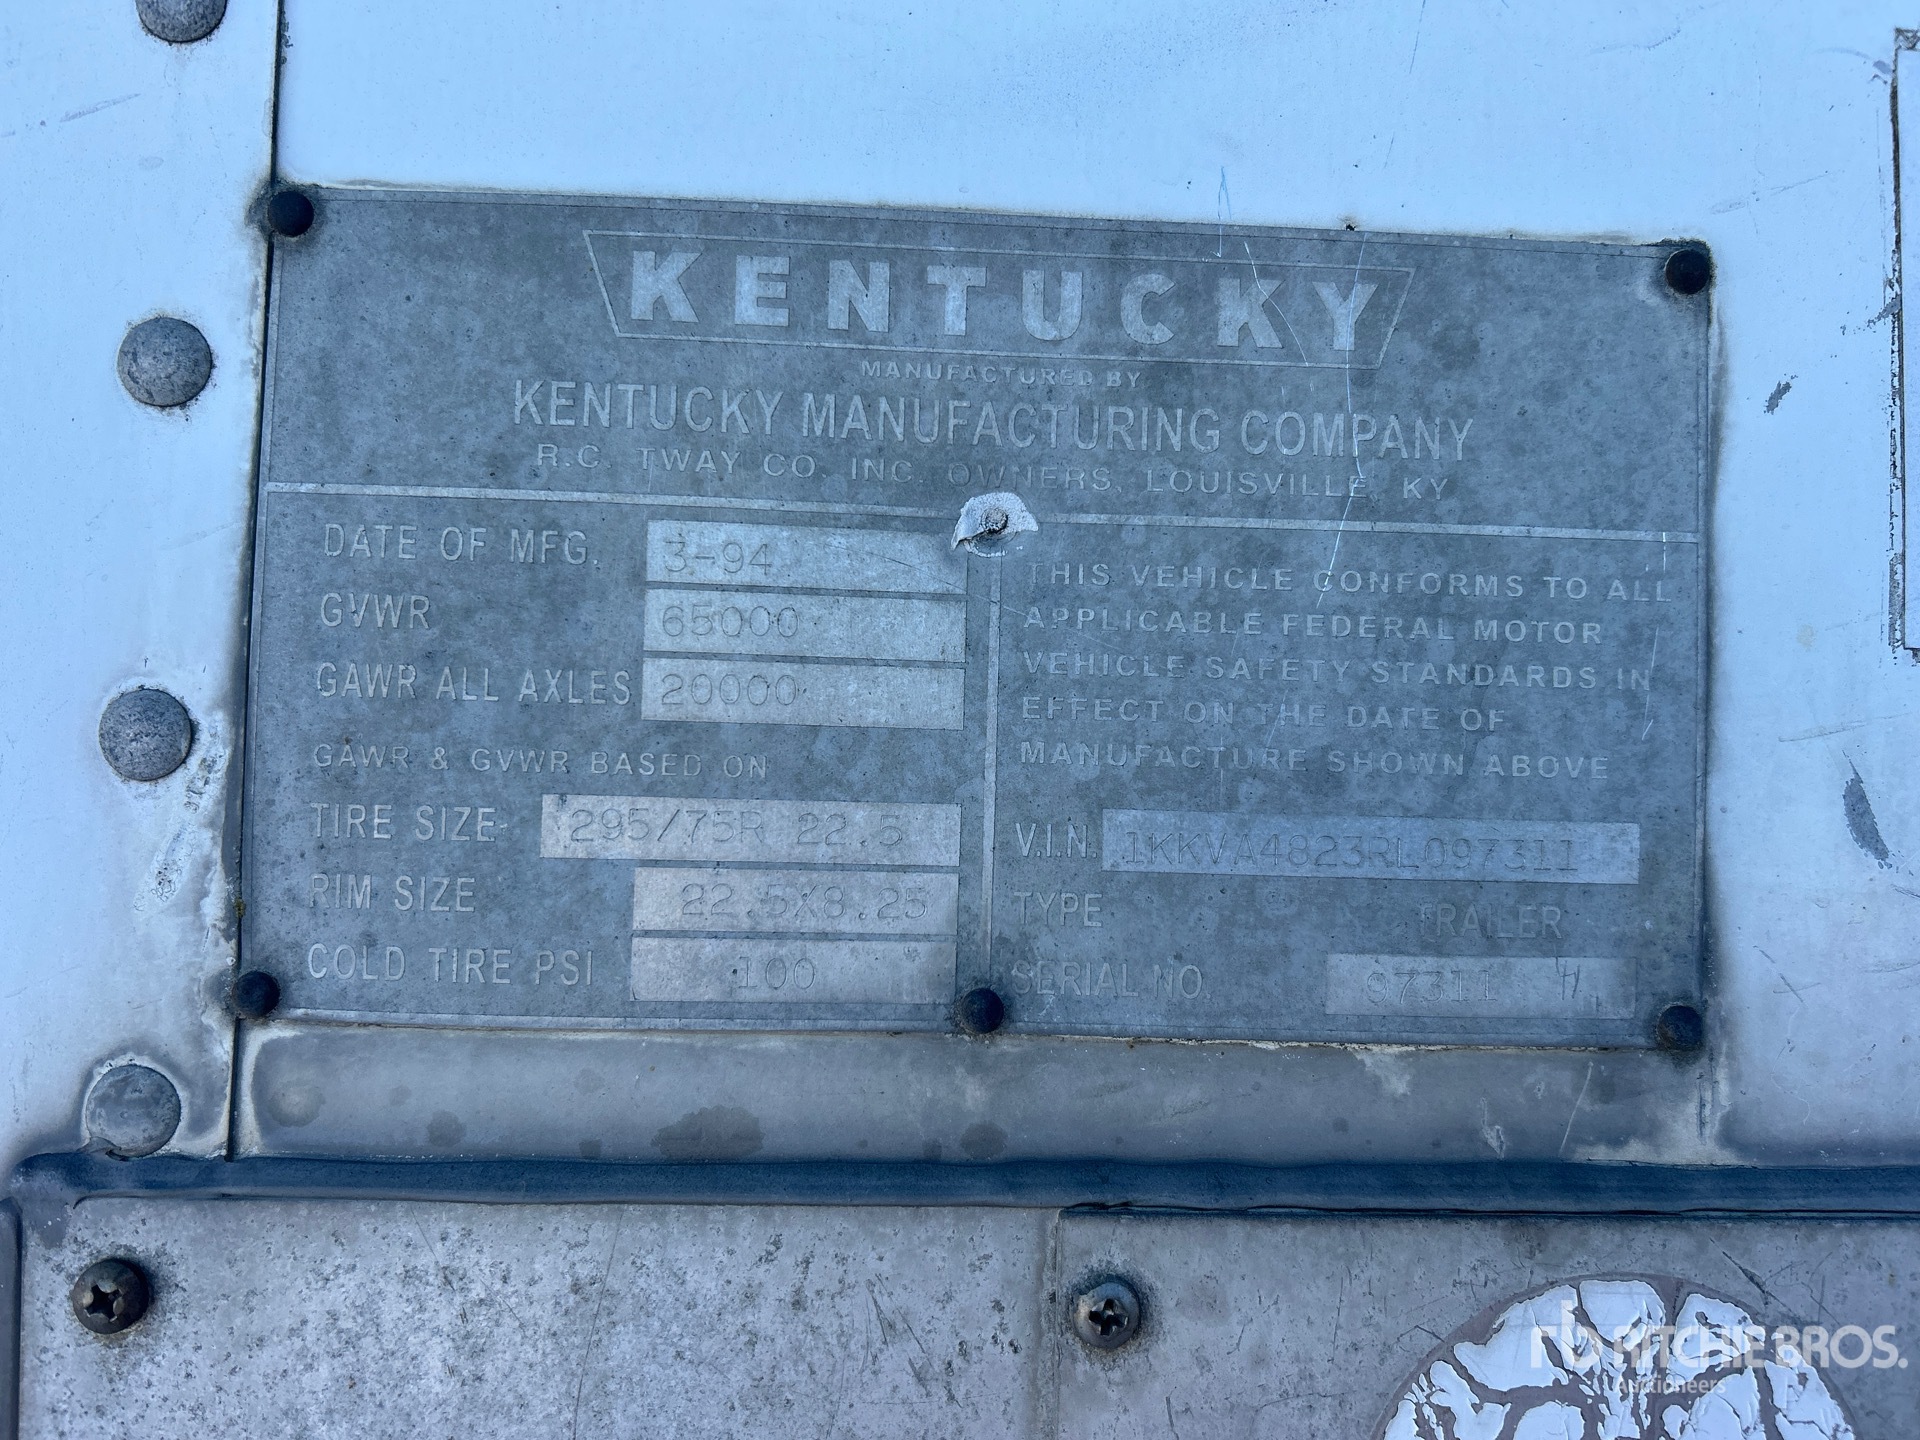 KENTUCKY
MANUFACTURED BY
KENTUCKY MANUFACTURING COMPANY
R.C. TWAY CO. INC. OWNERS, LOUISVILLE, KY
DATE OF MFG. 3-94
GVWR 65000
GAWR ALL AXLES 20000
GAWR & GVWR BASED ON
TIRE SIZE 295/75R 22.5
RIM SIZE 22.5X8.25
COLD TIRE PSI 100
THIS VEHICLE CONFORMS TO ALL
APPLICABLE FEDERAL MOTOR
VEHICLE SAFETY STANDARDS IN
EFFECT ON THE DATE OF
MANUFACTURE SHOWN ABOVE
V.I.N. 1KKVA4823RL097311
TYPE TRAILER
SERIAL NO. 97311
rb RITCHIE BROS.
Auctioneers